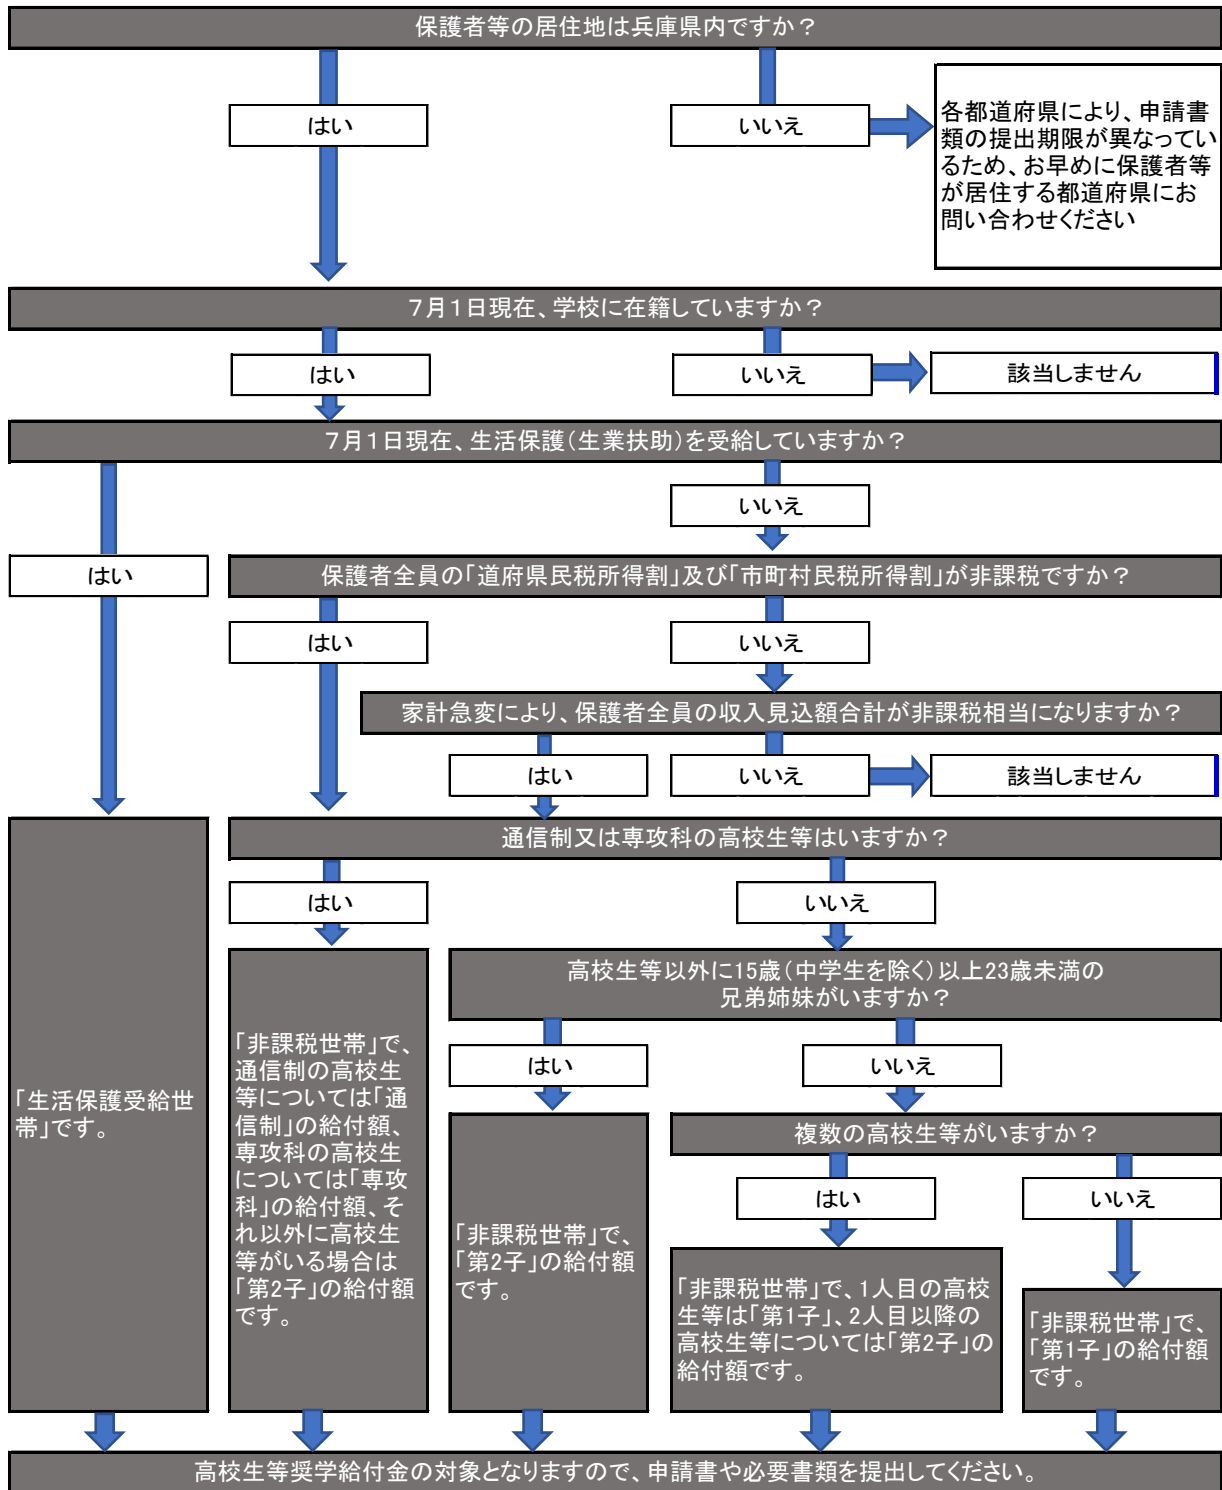 保護者等の居住地は兵庫県内ですか？
はい
いいえ
各都道府県により、申請書
類の提出期限が異なってい
るため、お早めに保護者等
が居住する都道府県にお
問い合わせください
７月１日現在、学校に在籍していますか？
はい
いいえ
該当しません
７月１日現在、生活保護（生業扶助）を受給していますか？
いいえ
はい
保護者全員の「道府県民税所得割」及び「市町村民税所得割」が非課税ですか？
はい
いいえ
家計急変により、保護者全員の収入見込額合計が非課税相当になりますか？
はい
いいえ
該当しません
通信制又は専攻科の高校生等はいますか？
はい
いいえ
高校生等以外に15歳（中学生を除く）以上23歳未満の
兄弟姉妹がいますか？
はい
いいえ
「生活保護受給世
帯」です。
「非課税世帯」で、
通信制の高校生
等については「通
信制」の給付額、
専攻科の高校生
については「専攻
科」の給付額、そ
れ以外に高校生
等がいる場合は
「第2子」の給付額
です。
複数の高校生等がいますか？
はい
いいえ
「非課税世帯」で、
「第2子」の給付額
です。
「非課税世帯」で、1人目の高校
生等は「第1子」、2人目以降の
高校生等については「第2子」の
給付額です。
「非課税世帯」で、
「第1子」の給付額
です。
高校生等奨学給付金の対象となりますので、申請書や必要書類を提出してください。